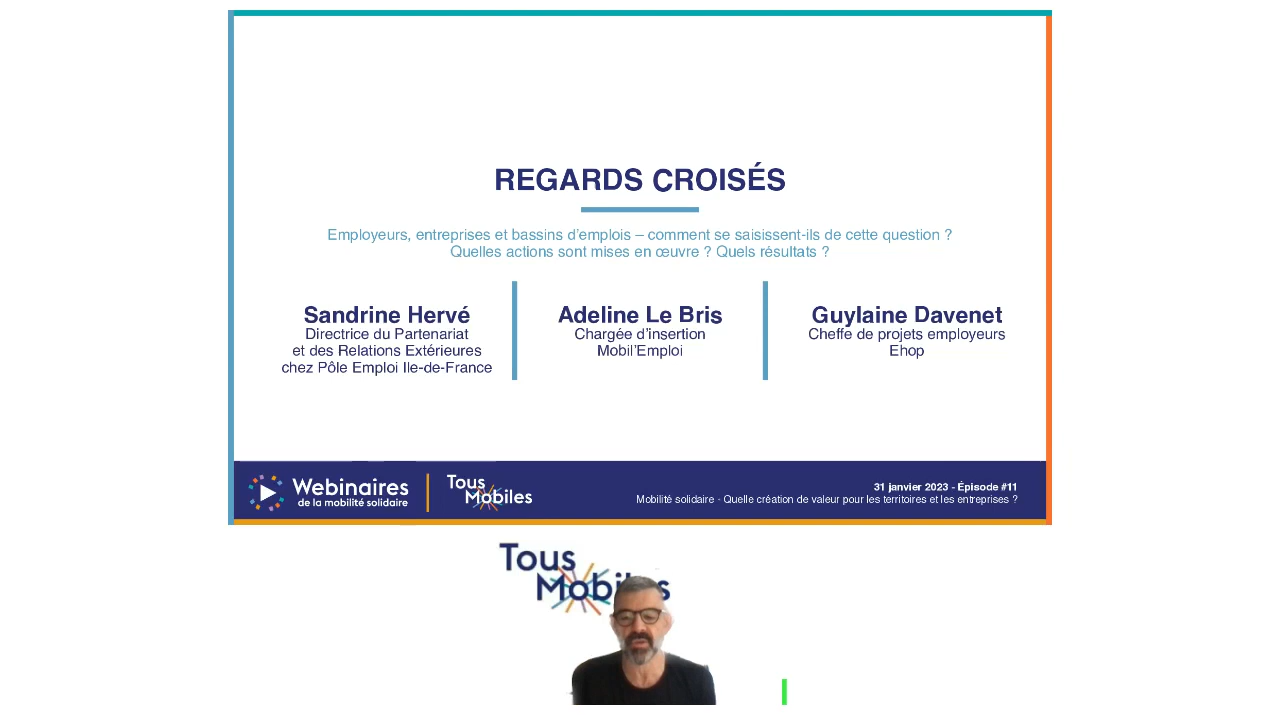 REGARDS CROISÉS
Employeurs, entreprises et bassins d'emplois – comment se saisissent-ils de cette question ?
Quelles actions sont mises en œuvre ? Quels résultats ?
Sandrine Hervé
Directrice du Partenariat
et des Relations Extérieures
chez Pôle Emploi Ile-de-France
Adeline Le Bris
Chargée d'insertion
Mobil'Emploi
Guylaine Davenet
Cheffe de projets employeurs
Ehop
Webinaires
de la mobilité solidaire
Tous
Mobiles
31 janvier 2023 - Épisode #11
Mobilité solidaire - Quelle création de valeur pour les territoires et les entreprises ?
Tous
Mobiles